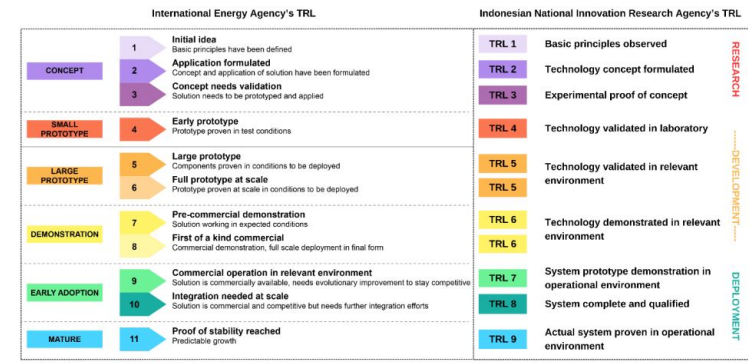 International Energy Agency's TRL
Indonesian National Innovation Research Agency's TRL
CONCEPT
1
Initial idea
Basic principles have been defined
2
Application formulated
Concept and application of solution have been formulated
3
Concept needs validation
Solution needs to be prototyped and applied
SMALL
PROTOTYPE
4
Early prototype
Prototype proven in test conditions
LARGE
PROTOTYPE
5
Large prototype
Components proven in conditions to be deployed
6
Full prototype at scale
Prototype proven at scale in conditions to be deployed
DEMONSTRATION
7
Pre-commercial demonstration
Solution working in expected conditions
8
First of a kind commercial
Commercial demonstration, full scale deployment in final form
EARLY ADOPTION
9
Commercial operation in relevant environment
Solution is commercially available, needs evolutionary improvement to stay competitive
10
Integration needed at scale
Solution is commercial and competitive but needs further integration efforts
MATURE
11
Proof of stability reached
Predictable growth
TRL 1
Basic principles observed
TRL 2
Technology concept formulated
TRL 3
Experimental proof of concept
TRL 4
Technology validated in laboratory
TRL 5
TRL 5
Technology validated in relevant
environment
TRL 6
TRL 6
Technology demonstrated in relevant
environment
TRL 7
System prototype demonstration in
operational environment
TRL 8
System complete and qualified
TRL 9
Actual system proven in operational
environment
RESEARCH
------DEVELOPMENT-----
DEPLOYMENT